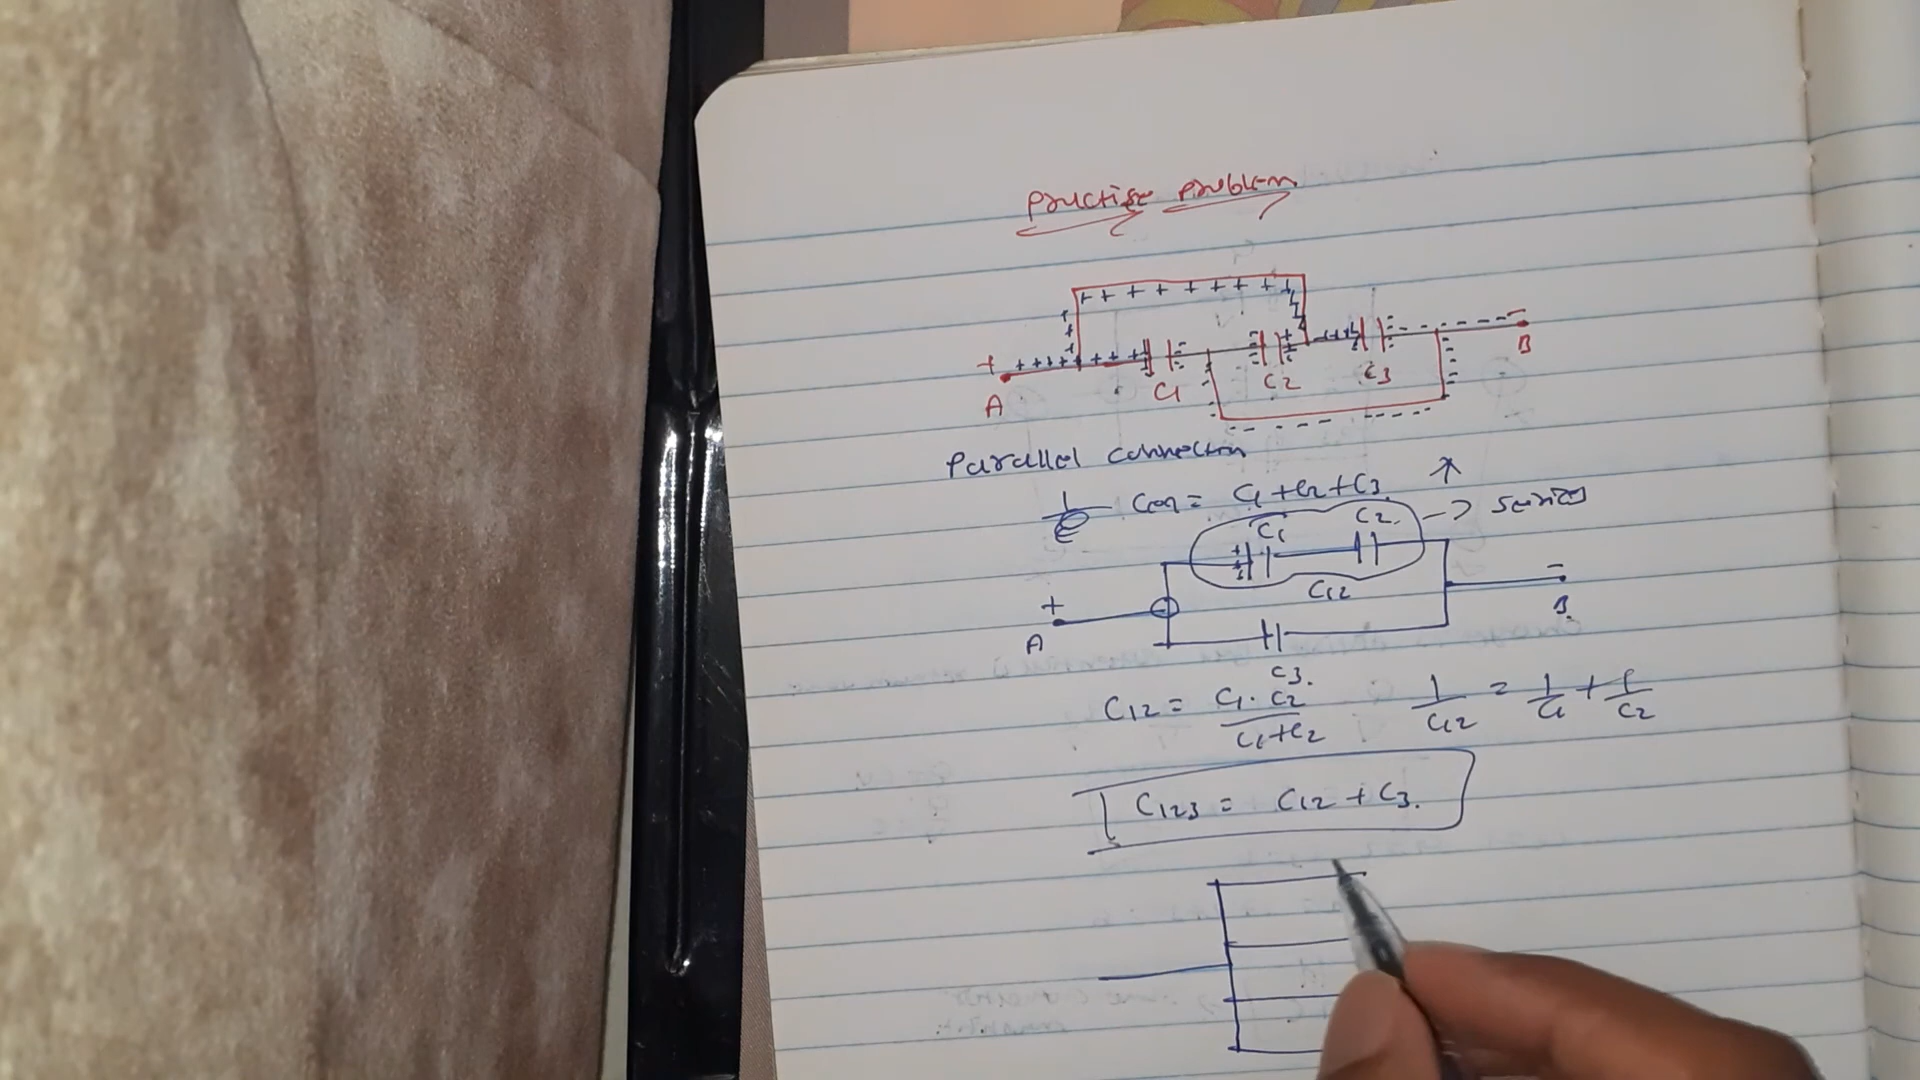 Practise Problem
+ + + + + + + + + + + + -
A C1 C2 C3 B
Parallel connection
1/C Ceq = C1 + C2 + C3
C1 C2 → series
C12
+ -
A B.
C3.
C12 = C1 . C2 / C1 + C2 1/C12 = 1/C1 + 1/C2
C123 = C12 + C3.